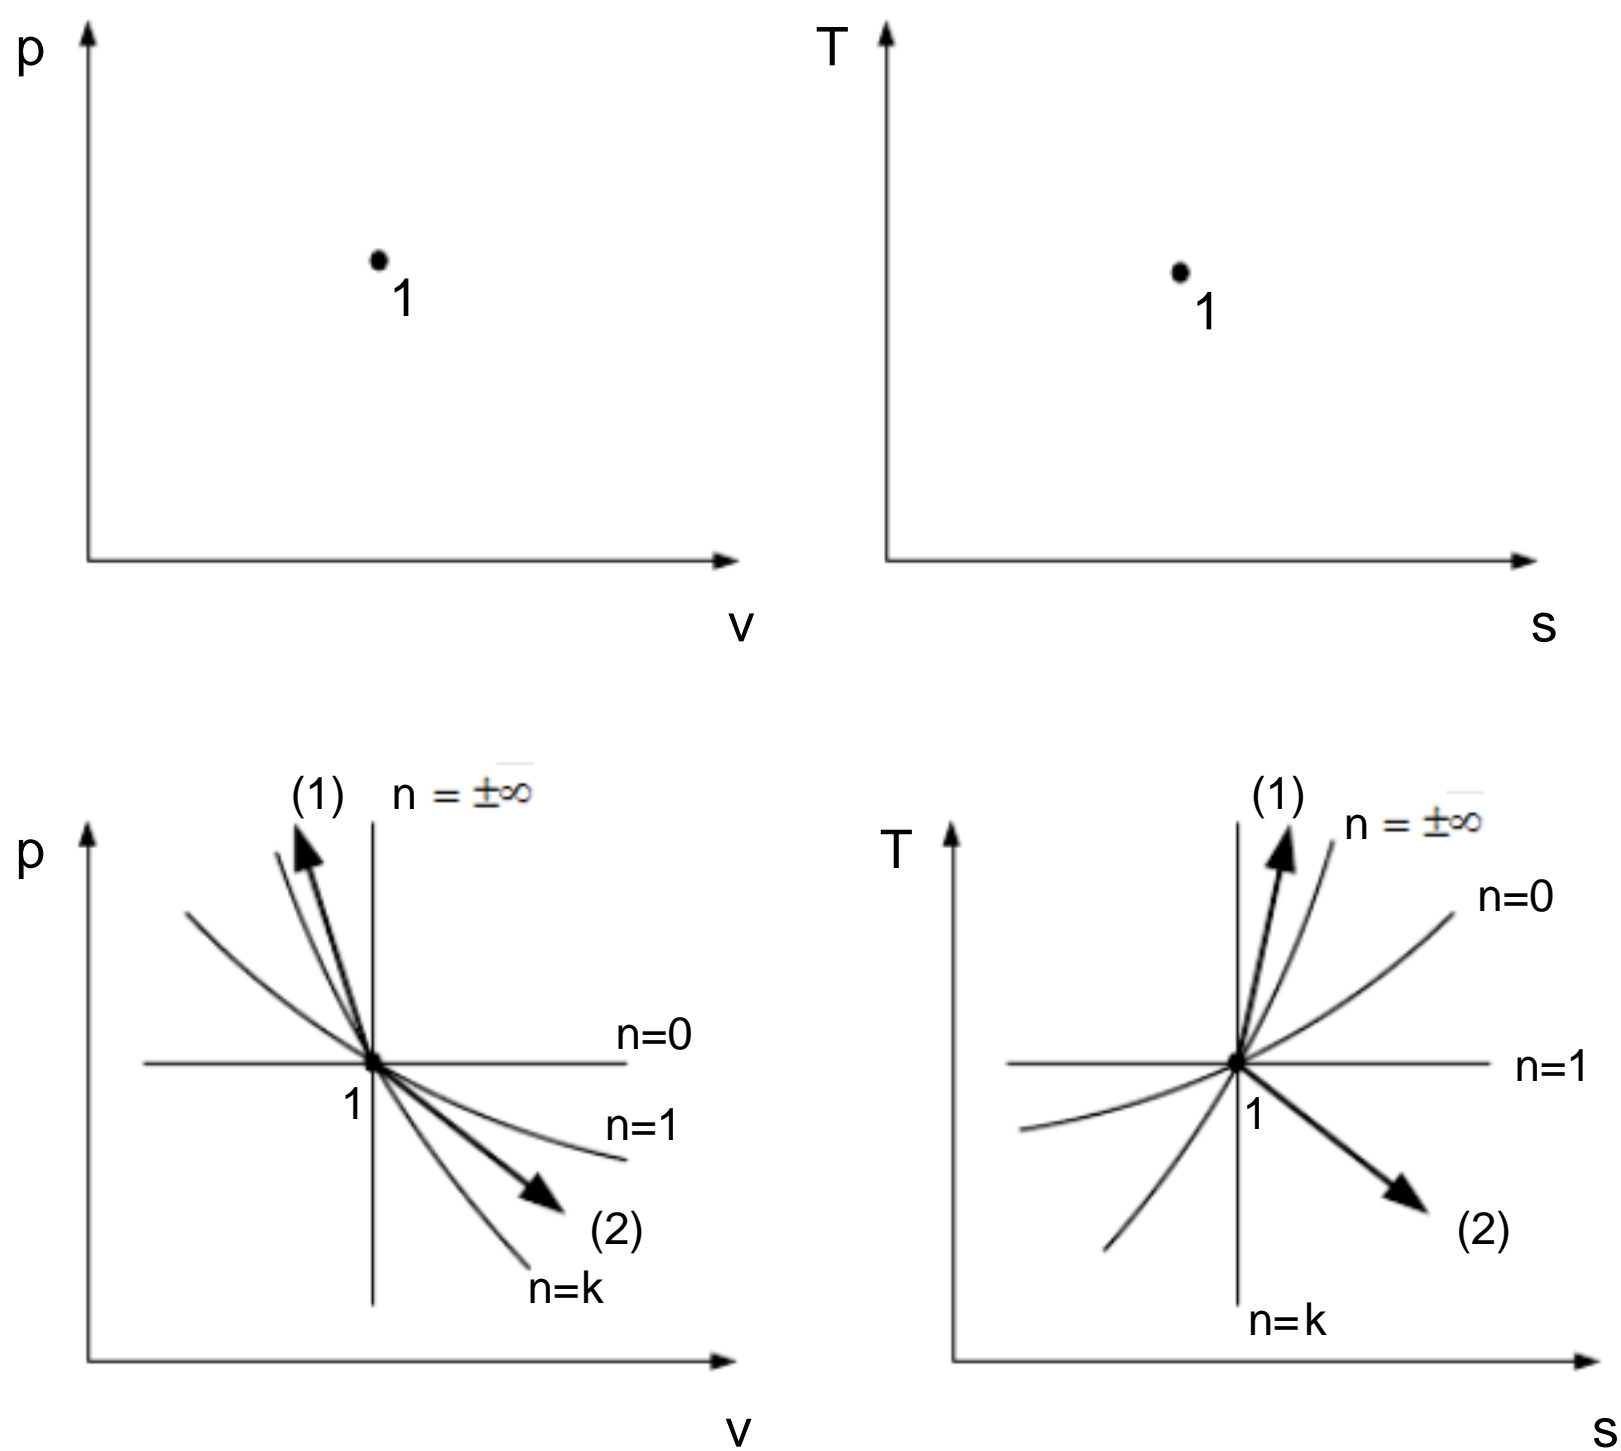 p
T
1
1
v
s
(1)
n = ±∞
(1)
n = ±∞
p
T
n=0
n=0
n=1
1
1
n=1
(2)
(2)
n=k
n=k
v
s